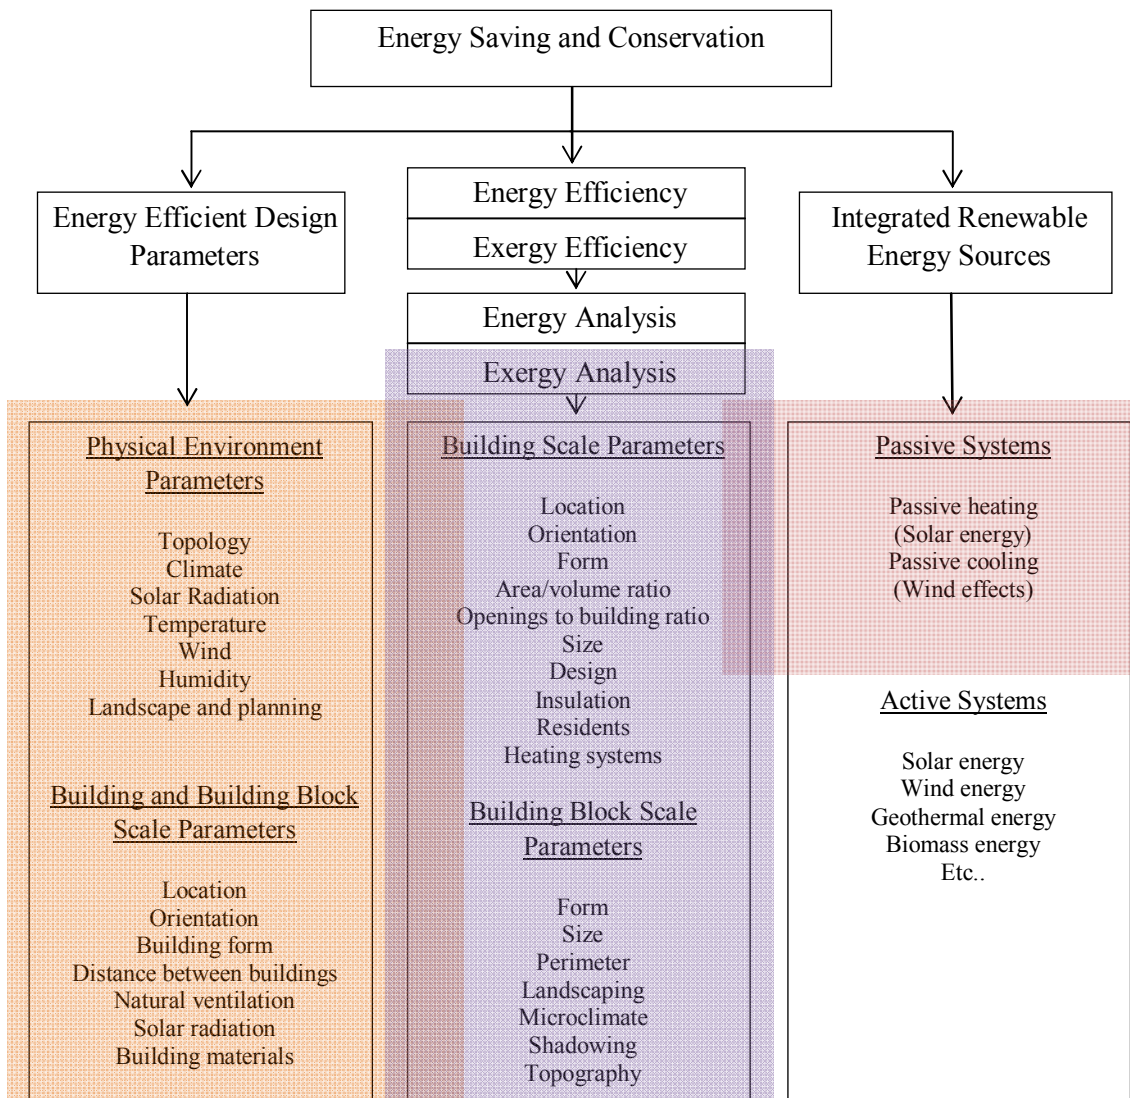 Energy Saving and Conservation
Energy Efficient Design
Parameters
Energy Efficiency
Exergy Efficiency
Energy Analysis
Exergy Analysis
Integrated Renewable
Energy Sources
Physical Environment
Parameters
Topology
Climate
Solar Radiation
Temperature
Wind
Humidity
Landscape and planning
Building and Building Block
Scale Parameters
Location
Orientation
Building form
Distance between buildings
Natural ventilation
Solar radiation
Building materials
Building Scale Parameters
Location
Orientation
Form
Area/volume ratio
Openings to building ratio
Size
Design
Insulation
Residents
Heating systems
Building Block Scale
Parameters
Form
Size
Perimeter
Landscaping
Microclimate
Shadowing
Topography
Passive Systems
Passive heating
(Solar energy)
Passive cooling
(Wind effects)
Active Systems
Solar energy
Wind energy
Geothermal energy
Biomass energy
Etc..